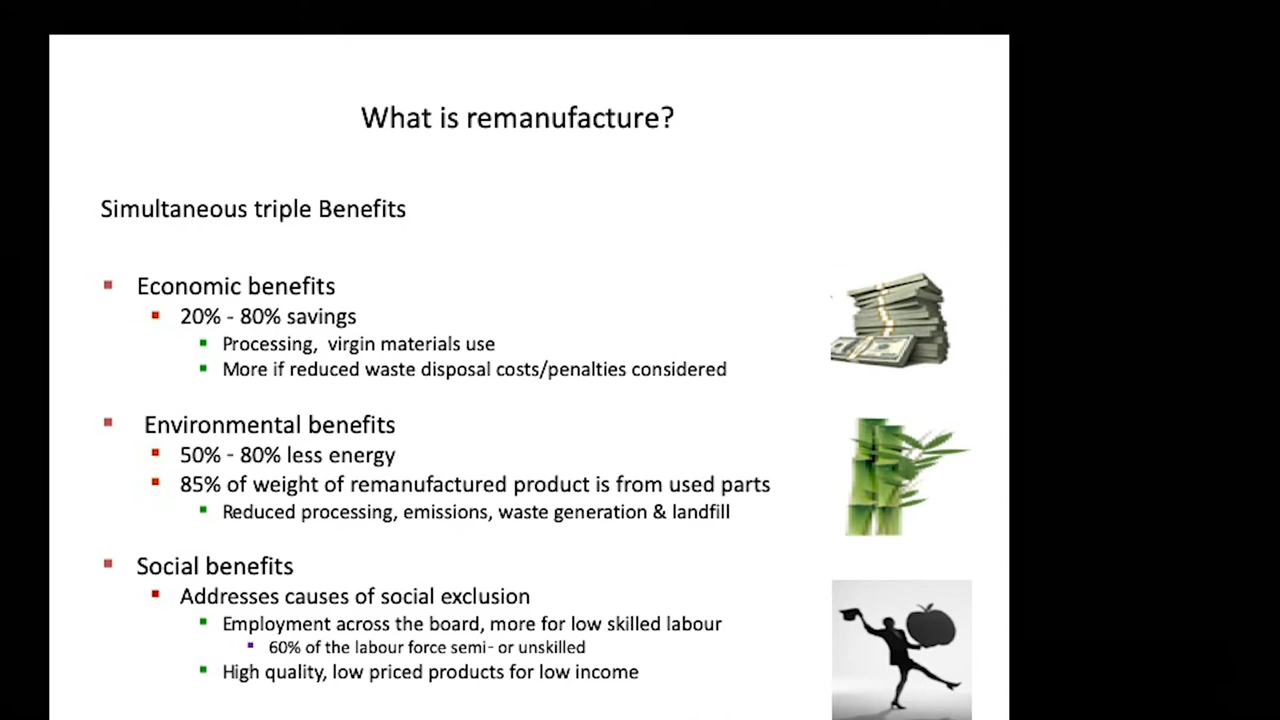 What is remanufacture?
Simultaneous triple Benefits
Economic benefits
20% - 80% savings
Processing, virgin materials use
More if reduced waste disposal costs/penalties considered
Environmental benefits
50% - 80% less energy
85% of weight of remanufactured product is from used parts
Reduced processing, emissions, waste generation & landfill
Social benefits
Addresses causes of social exclusion
Employment across the board, more for low skilled labour
60% of the labour force semi- or unskilled
High quality, low priced products for low income